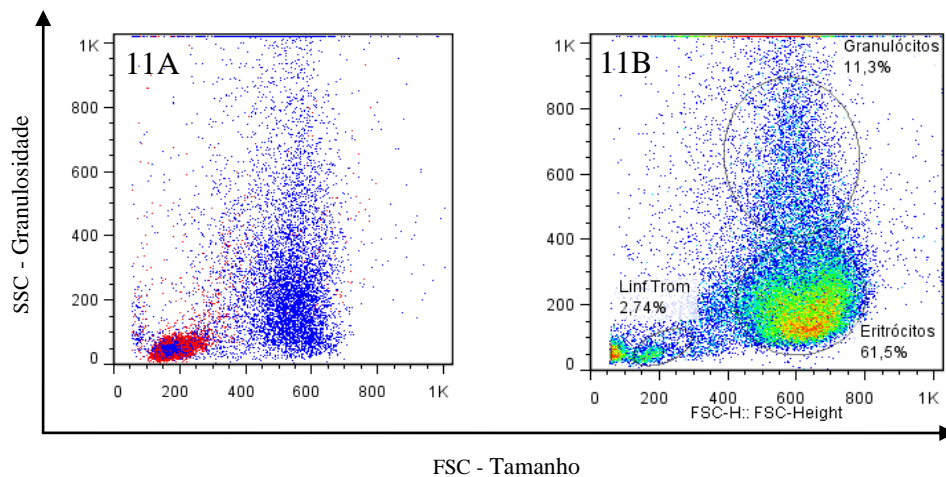 11A
1K
800
600
400
200
0
0
200
400
600
800
1K
11B
Granulócitos
11,3%
1K
800
600
400
200
0
Linf Trom
2,74%
Eritrócitos
61,5%
0
200
400
600
800
1K
FSC-H:: FSC-Height
SSC - Granulosidade
FSC - Tamanho